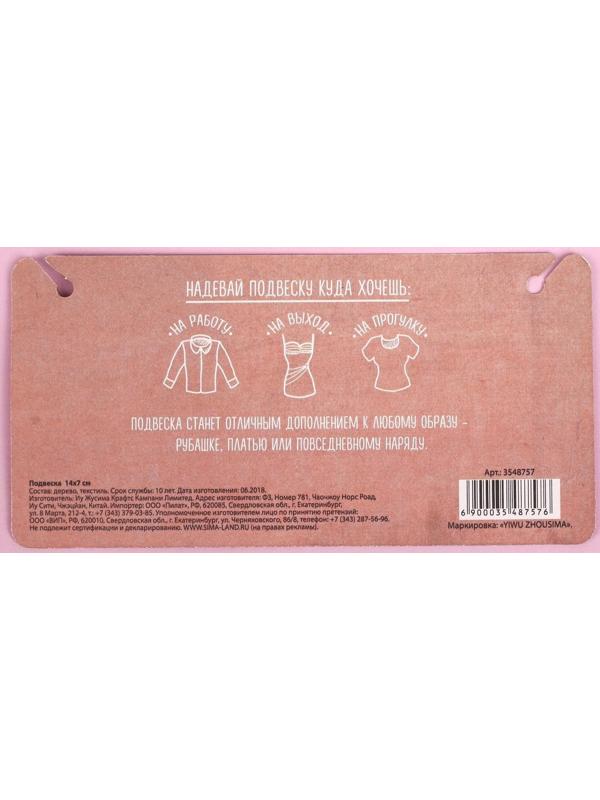 НАДЕВАЙ ПОДВЕСКУ КУДА ХОЧЕШЬ:
•НА РАБОТУ•
•НА ВЫХОД•
•НА ПРОГУЛКУ•
ПОДВЕСКА СТАНЕТ ОТЛИЧНЫМ ДОПОЛНЕНИЕМ К ЛЮБОМУ ОБРАЗУ -
РУБАШКЕ, ПЛАТЬЮ ИЛИ ПОВСЕДНЕВНОМУ НАРЯДУ.
Подвеска 14х7 см
Состав: дерево, текстиль. Срок службы: 10 лет. Дата изготовления: 06.2018.
Изготовитель: Иу Жусима Крафтс Кампани Лимитед. Адрес изготовителя: Ф3, Номер 781, Чаочжоу Норс Роад,
Иу Сити, Чжэцзян, Китай. Импортер: ООО «Пилат», РФ, 620085, Свердловская обл., г. Екатеринбург,
ул. 8 Марта, 212-4, т.: +7 (343) 379-03-85. Уполномоченное изготовителем лицо по принятию претензий:
ООО «ВИП», РФ, 620010, Свердловская обл., г. Екатеринбург, ул. Черняховского, 86/8, телефон: +7 (343) 287-56-96.
Не подлежит сертификации и декларированию. WWW.SIMA-LAND.RU (на правах рекламы).
Арт.: 3548757
6 900035 487576
Маркировка: «YIWU ZHOUSIMA».